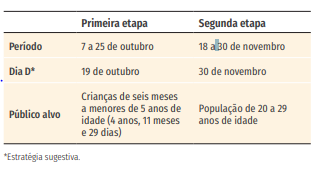 Primeira etapa Segunda etapa
Período 7 a 25 de outubro 18 a 30 de novembro
Dia D* 19 de outubro 30 de novembro
Público alvo
Crianças de seis meses
a menores de 5 anos de
idade (4 anos, 11 meses
e 29 dias)
População de 20 a 29
anos de idade
*Estratégia sugestiva.